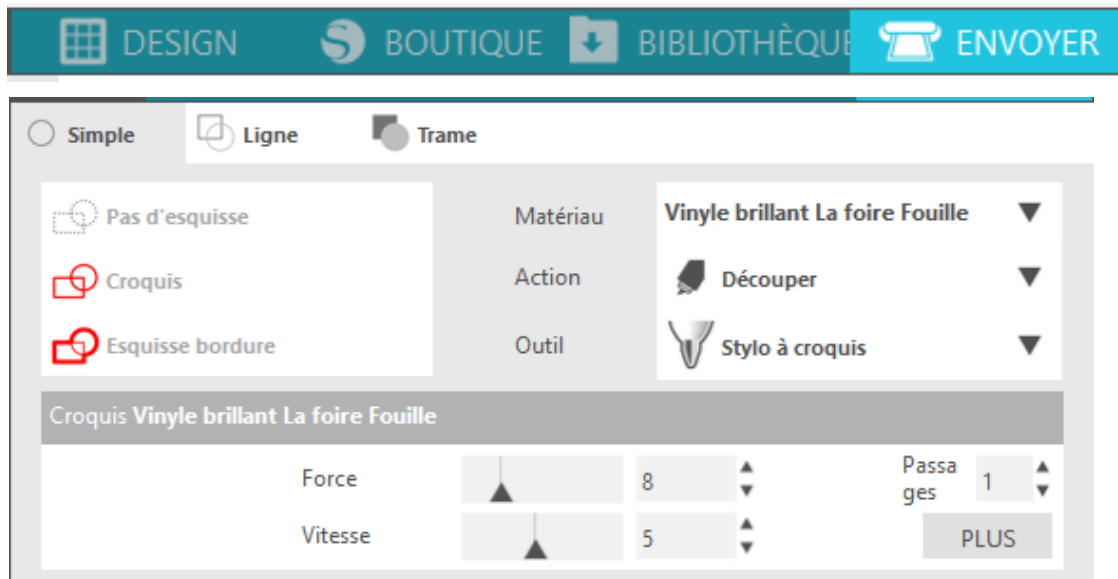 DESIGN BOUTIQUE BIBLIOTHÈQUE ENVOYER
Simple Ligne Trame
Pas d'esquisse Matériau Vinyle brillant La foire Fouille
Croquis Action Découper
Esquisse bordure Outil Stylo à croquis
Croquis Vinyle brillant La foire Fouille
Force 8 Passa
ges 1
Vitesse 5 PLUS